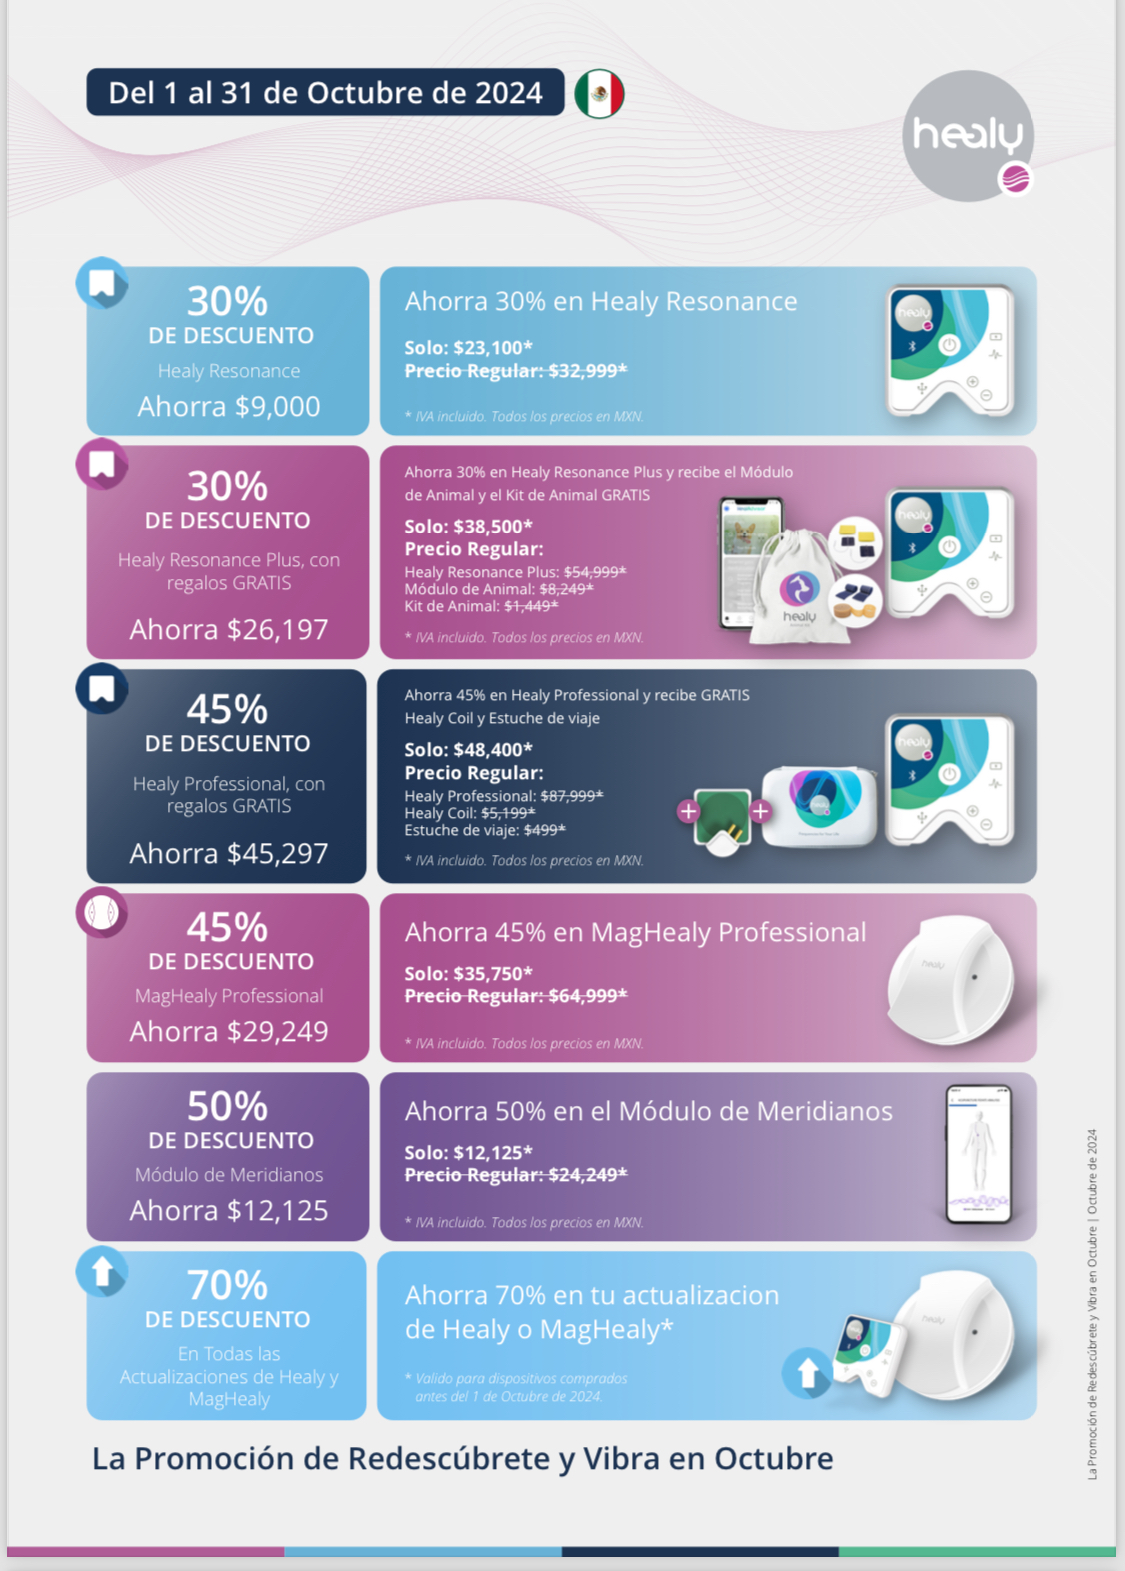 Del 1 al 31 de Octubre de 2024
healy
30%
DE DESCUENTO
Healy Resonance
Ahorra $9,000
Ahorra 30% en Healy Resonance
Solo: $23,100*
Precio Regular: $32,999*
* IVA incluido. Todos los precios en MXN.
healy
30%
DE DESCUENTO
Healy Resonance Plus, con
regalos GRATIS
Ahorra $26,197
Ahorra 30% en Healy Resonance Plus y recibe el Módulo
de Animal y el Kit de Animal GRATIS
Solo: $38,500*
Precio Regular:
Healy Resonance Plus: $54,999*
Módulo de Animal: $8,249*
Kit de Animal: $1,449*
* IVA incluido. Todos los precios en MXN.
healy
healy
45%
DE DESCUENTO
Healy Professional, con
regalos GRATIS
Ahorra $45,297
Ahorra 45% en Healy Professional y recibe GRATIS
Healy Coil y Estuche de viaje
Solo: $48,400*
Precio Regular:
Healy Professional: $87,999*
Healy Coil: $5,199*
Estuche de viaje: $499*
* IVA incluido. Todos los precios en MXN.
healy
healy
45%
DE DESCUENTO
MagHealy Professional
Ahorra $29,249
Ahorra 45% en MagHealy Professional
Solo: $35,750*
Precio Regular: $64,999*
* IVA incluido. Todos los precios en MXN.
healy
50%
DE DESCUENTO
Módulo de Meridianos
Ahorra $12,125
Ahorra 50% en el Módulo de Meridianos
Solo: $12,125*
Precio Regular: $24,249*
* IVA incluido. Todos los precios en MXN.
70%
DE DESCUENTO
En Todas las
Actualizaciones de Healy y
MagHealy
Ahorra 70% en tu actualizacion
de Healy o MagHealy*
* Valido para dispositivos comprados
antes del 1 de Octubre de 2024.
healy
healy
La Promoción de Redescúbrete y Vibra en Octubre
La Promoción de Redescúbrete y Vibra en Octubre | Octubre de 2024